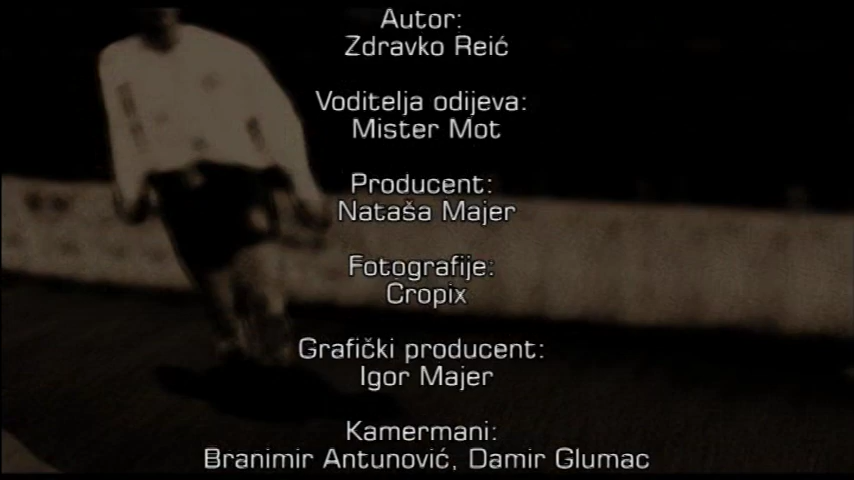 Autor:
Zdravko Reić
Voditelja odijeva:
Mister Mot
Producent:
Nataša Majer
Fotografije:
Cropix
Grafički producent:
Igor Majer
Kamermani:
Branimir Antunović, Damir Glumac